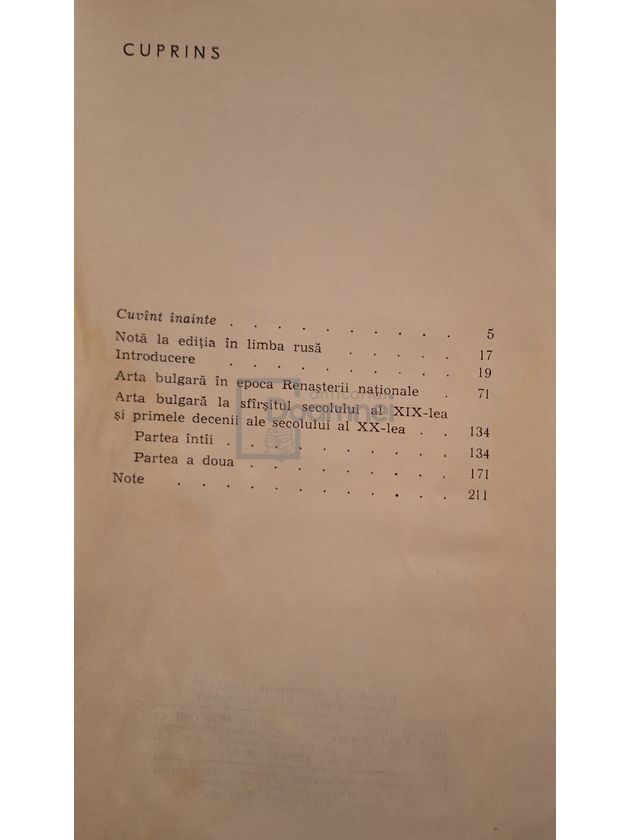 CUPRINS
Cuvînt înainte . . . . . . . . . . 5
Notă la ediția în limba rusă . . . . . 17
Introducere . . . . . . . . . . 19
Arta bulgară în epoca Renașterii naționale . 71
Arta bulgară la sfîrșitul secolului al XIX-lea
și primele decenii ale secolului al XX-lea . . 134
Partea întîi . . . . . . . . . . 134
Partea a doua . . . . . . . . . 171
Note . . . . . . . . . . . . 211
anticariat
Doamnei